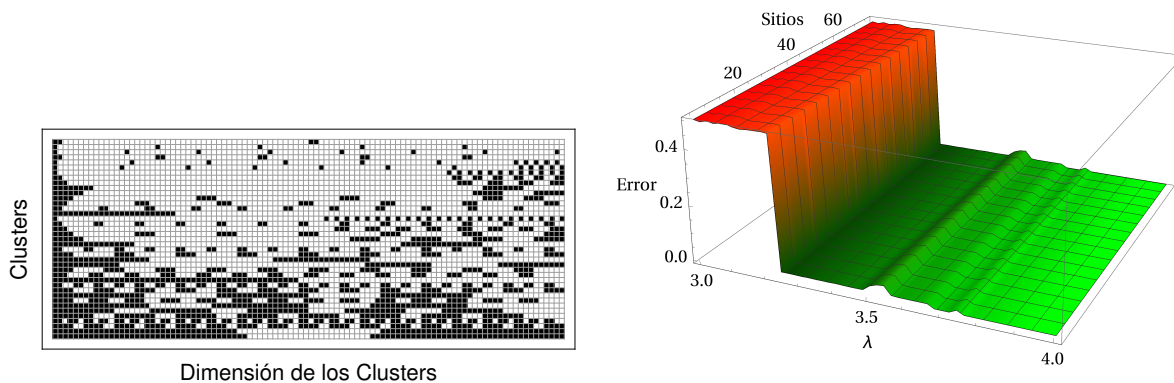 Clusters
Dimensión de los Clusters
Sitios
60
40
20
0.4
Error
0.2
0.0
3.0
3.5
λ
4.0